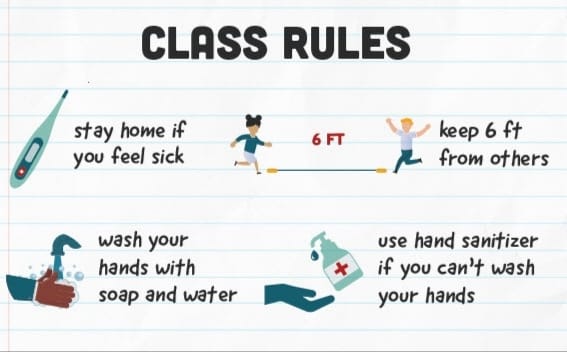 CLASS RULES
stay home if
you feel sick
6 FT
keep 6 ft
from others
wash your
hands with
soap and water
use hand sanitizer
if you can't wash
your hands